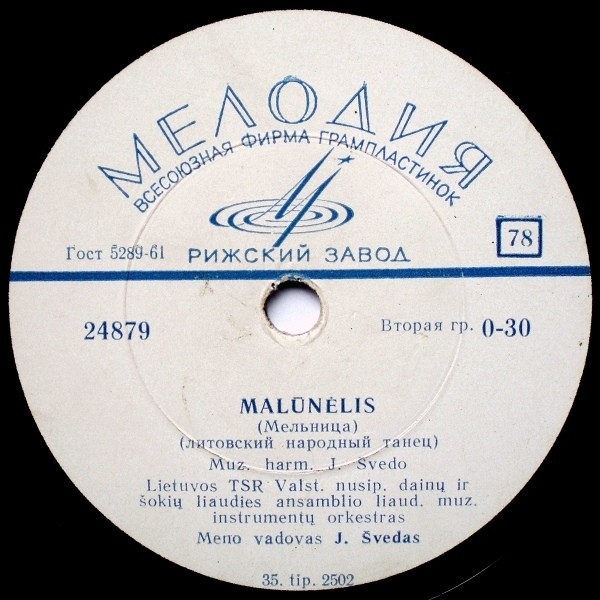 МЕЛОДИЯ
ВСЕСОЮЗНАЯ ФИРМА ГРАМПЛАСТИНОК
Гост 5289-61
РИЖСКИЙ ЗАВОД
78
24879
Вторая гр. 0-30
MALŪNĖLIS
(Мельница)
(литовский народный танец)
Muz. harm. J. Švedo
Lietuvos TSR Valst. nusip. dainų ir
šokių liaudies ansamblio liaud. muz.
instrumentų orkestras
Meno vadovas J. Švedas
35. tip. 2502